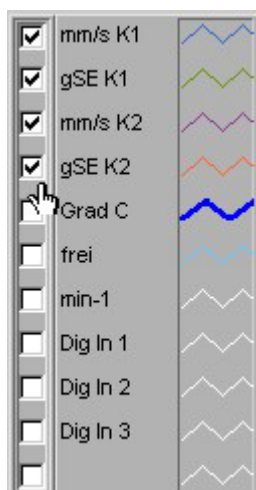 mm/s K1
gSE K1
mm/s K2
gSE K2
Grad C
frei
min-1
Dig In 1
Dig In 2
Dig In 3